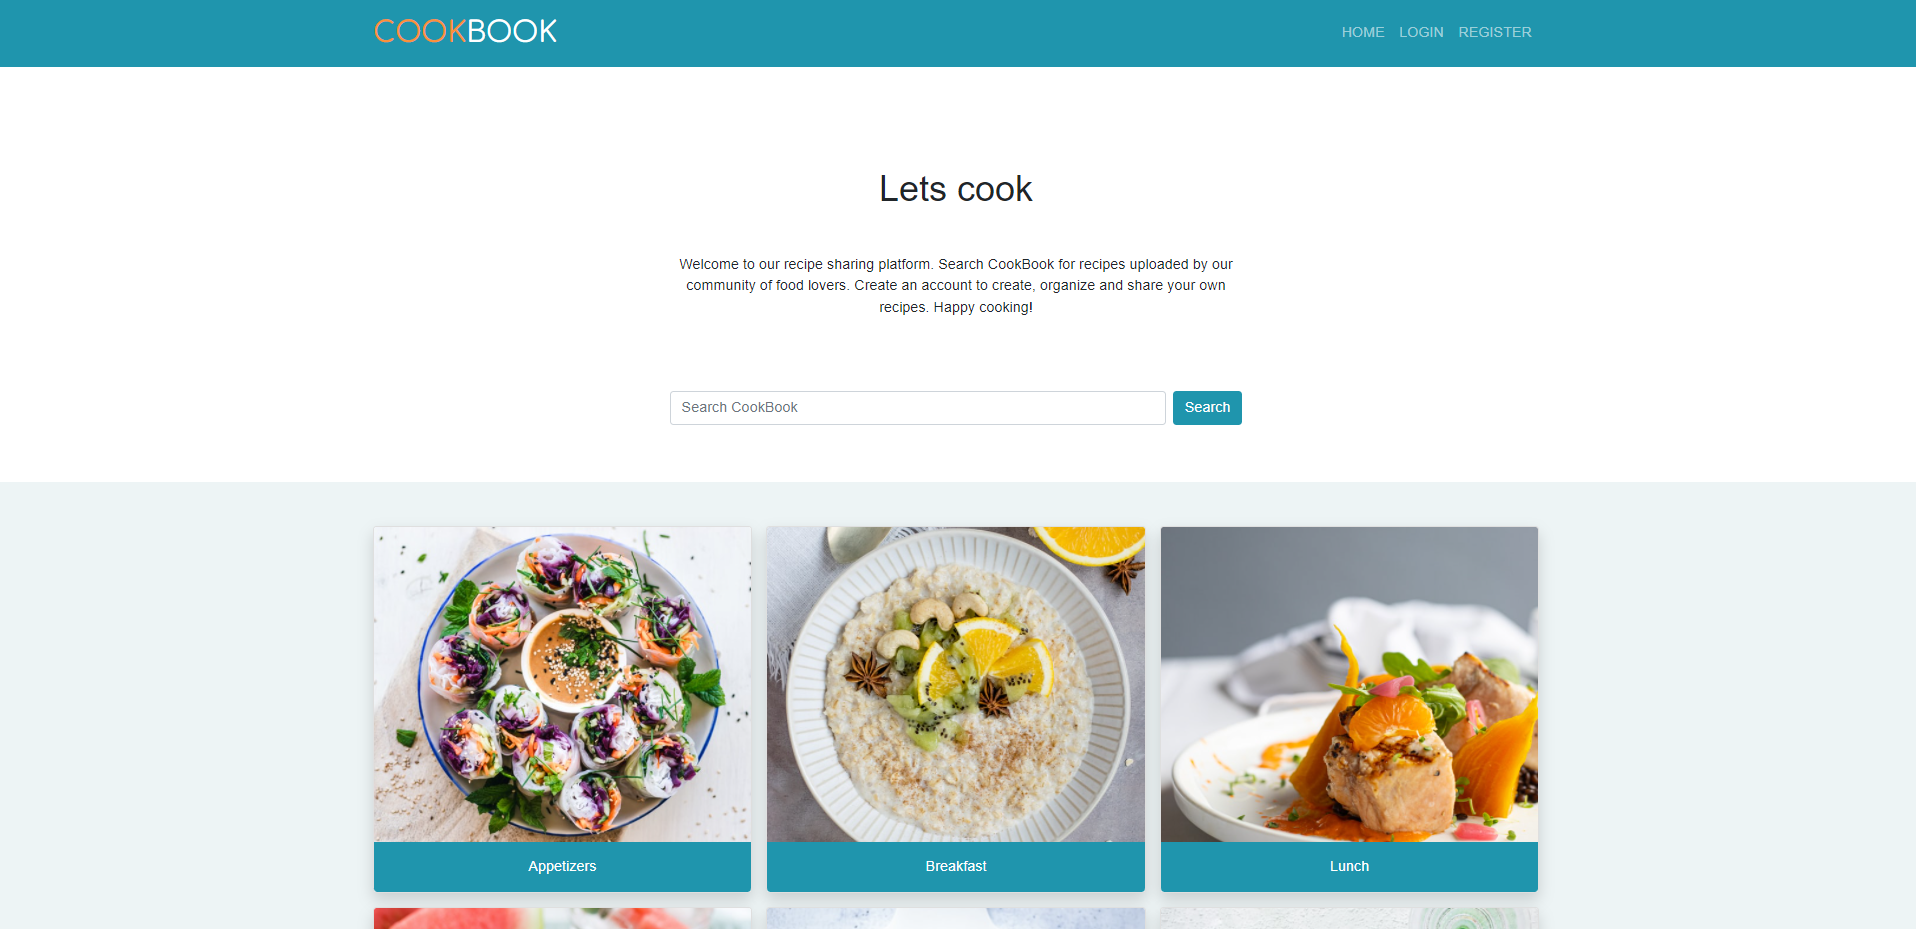 COOKBOOK
HOME LOGIN REGISTER
Lets cook
Welcome to our recipe sharing platform. Search CookBook for recipes uploaded by our
community of food lovers. Create an account to create, organize and share your own
recipes. Happy cooking!
Search CookBook
Search
Appetizers
Breakfast
Lunch